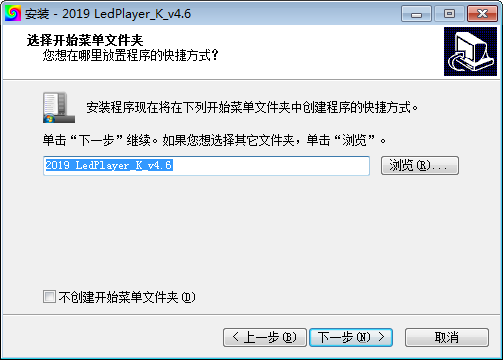 安装 - 2019 LedPlayer_K_v4.6
选择开始菜单文件夹
您想在哪里放置程序的快捷方式?
安装程序现在将在下列开始菜单文件夹中创建程序的快捷方式。
单击“下一步”继续。如果您想选择其它文件夹，单击“浏览”。
2019 LedPlayer_K_v4.6
浏览(R)...
不创建开始菜单文件夹(D)
< 上一步(B)
下一步(N) >
取消